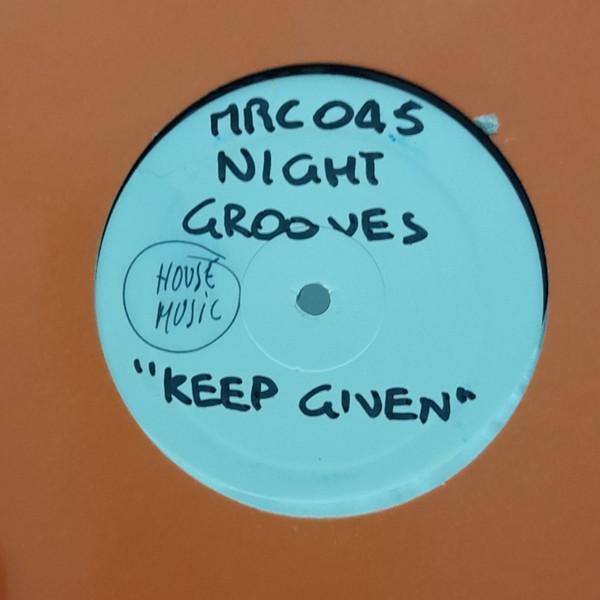 MRC045
NIGHT
GROOVES
HOUSE
MUSIC
"KEEP GIVEN"